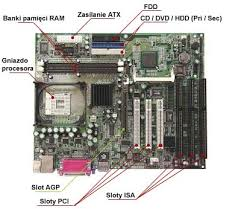 FDD
Banki pamięci RAM
Zasilanie ATX
CD / DVD / HDD (Pri / Sec)
Gniazdo
procesora
Slot AGP
Sloty PCI
Sloty ISA